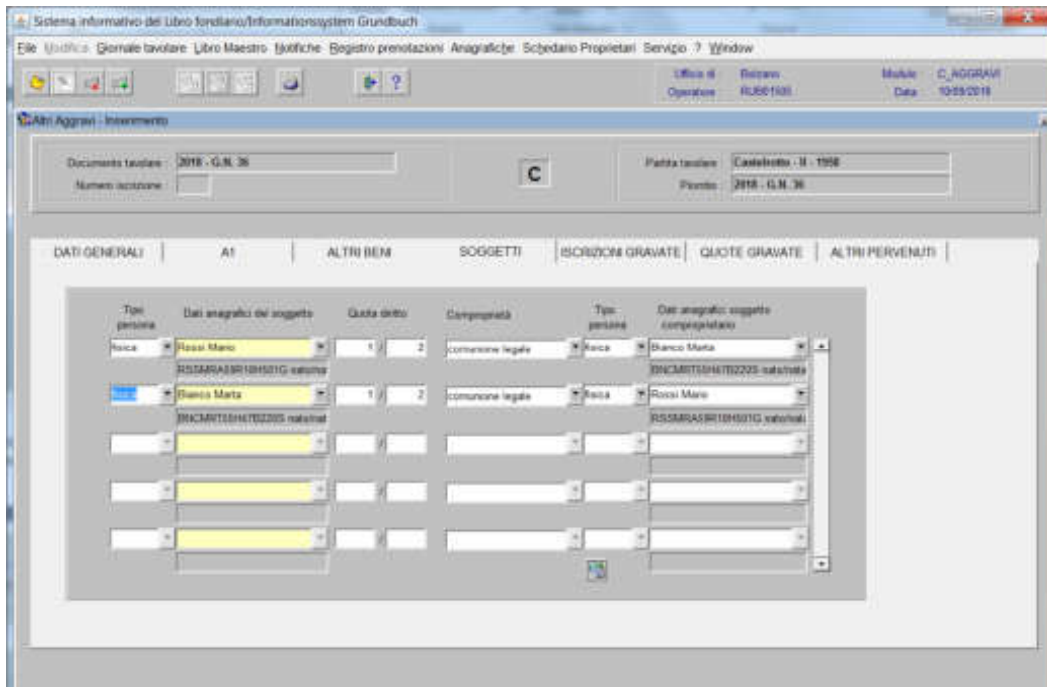 Sistema informativo del Libro fondiario/Informationssystem Grundbuch
File Modifica Giornale tavolare Libro Maestro Notifiche Registro prenotazioni Anagrafiche Schedario Proprietari Servizio ? Window
Ufficio di Bolzano Modulo C_AGGRAVI
Operatore Data
Altri Aggravi - Inserimento
Documento tavolare 2018 - G.N. 36 C Partita tavolare Castelrotto - II - 1950
Numero iscrizione Piombo 2018 - G.N. 36
DATI GENERALI A1 ALTRI BENI SOGGETTI ISCRIZIONI GRAVATE QUOTE GRAVATE ALTRI PERVENUTI
Tipo persona Dati anagrafici del soggetto Quota diritto Comproprietà Tipo persona Dati anagrafici soggetto comproprietario
fisica Rossi Mario 1 / 2 comunione legale fisica Bianco Marta
fisica Bianco Marta 1 / 2 comunione legale fisica Rossi Mario
/
/
/